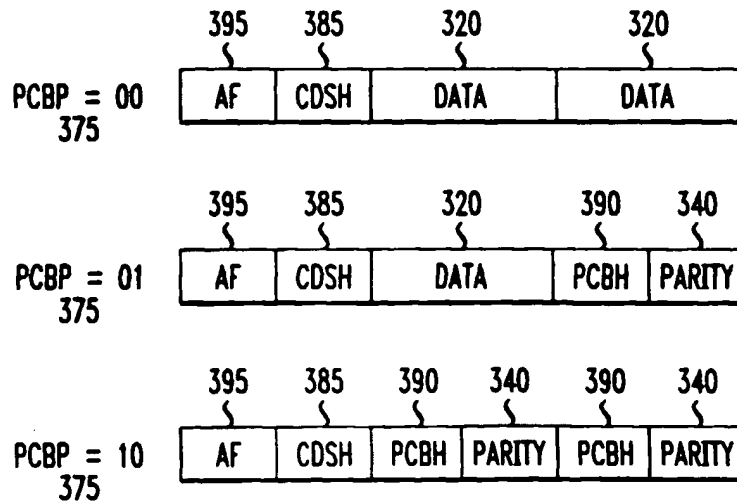 395 385 320 320
PCBP = 00 AF CDSH DATA DATA
375
395 385 320 390 340
PCBP = 01 AF CDSH DATA PCBH PARITY
375
395 385 390 340 390 340
PCBP = 10 AF CDSH PCBH PARITY PCBH PARITY
375